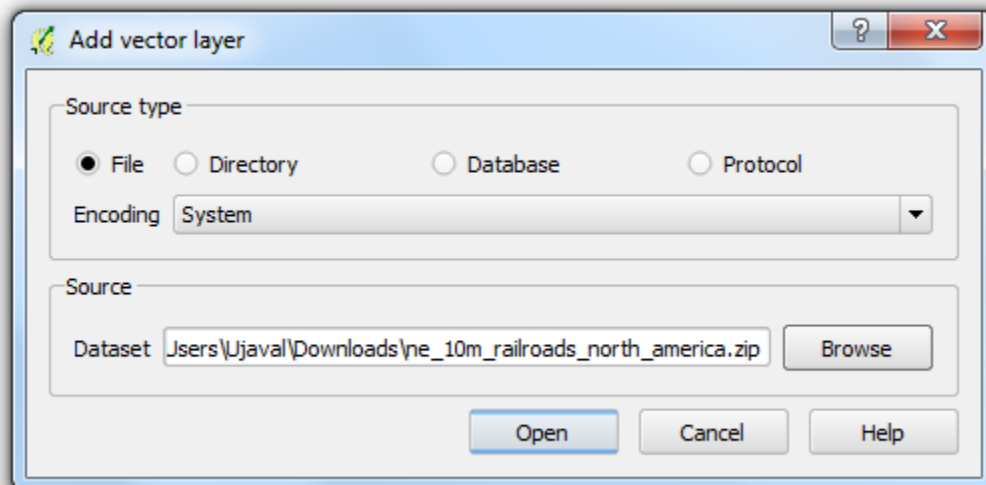 Add vector layer
Source type
File Directory Database Protocol
Encoding System
Source
Dataset Users\Ujaval\Downloads\ne_10m_railroads_north_america.zip Browse
Open Cancel Help